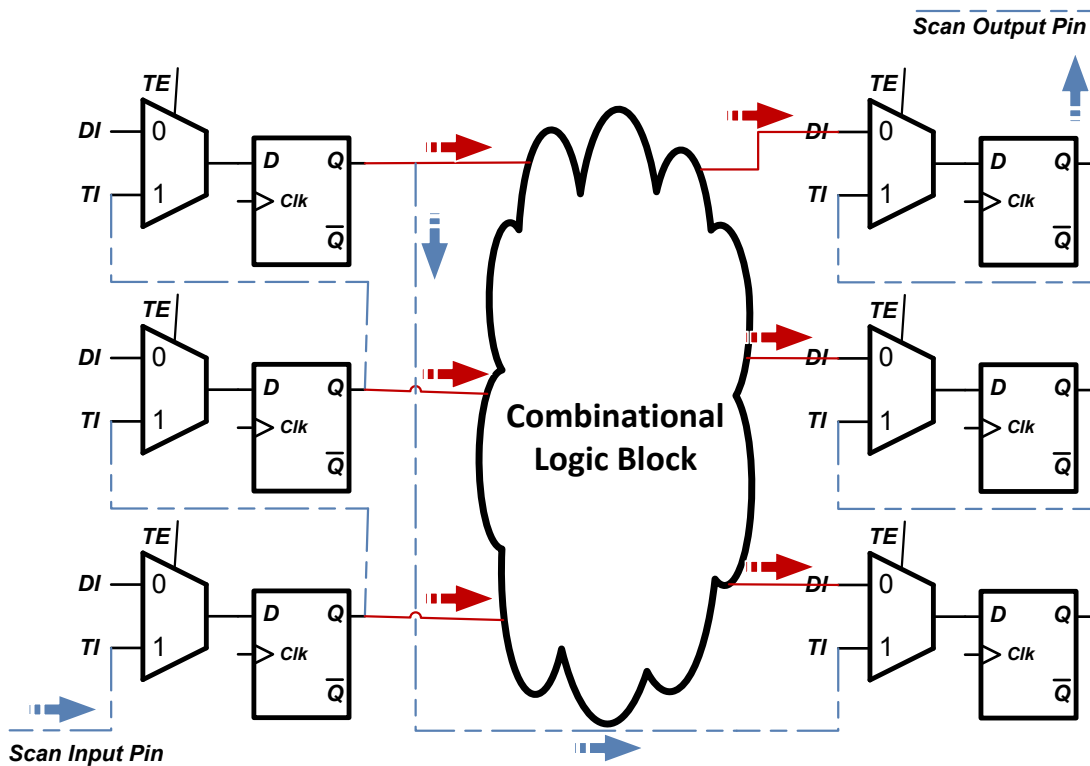 Scan Output Pin
TE
DI
0
TI
1
D
Q
Clk
Q̅
TE
DI
0
TI
1
D
Q
Clk
Q̅
TE
DI
0
TI
1
D
Q
Clk
Q̅
TE
DI
0
TI
1
D
Q
Clk
Q̅
Combinational
Logic Block
TE
DI
0
TI
1
D
Q
Clk
Q̅
TE
DI
0
TI
1
D
Q
Clk
Q̅
Scan Input Pin